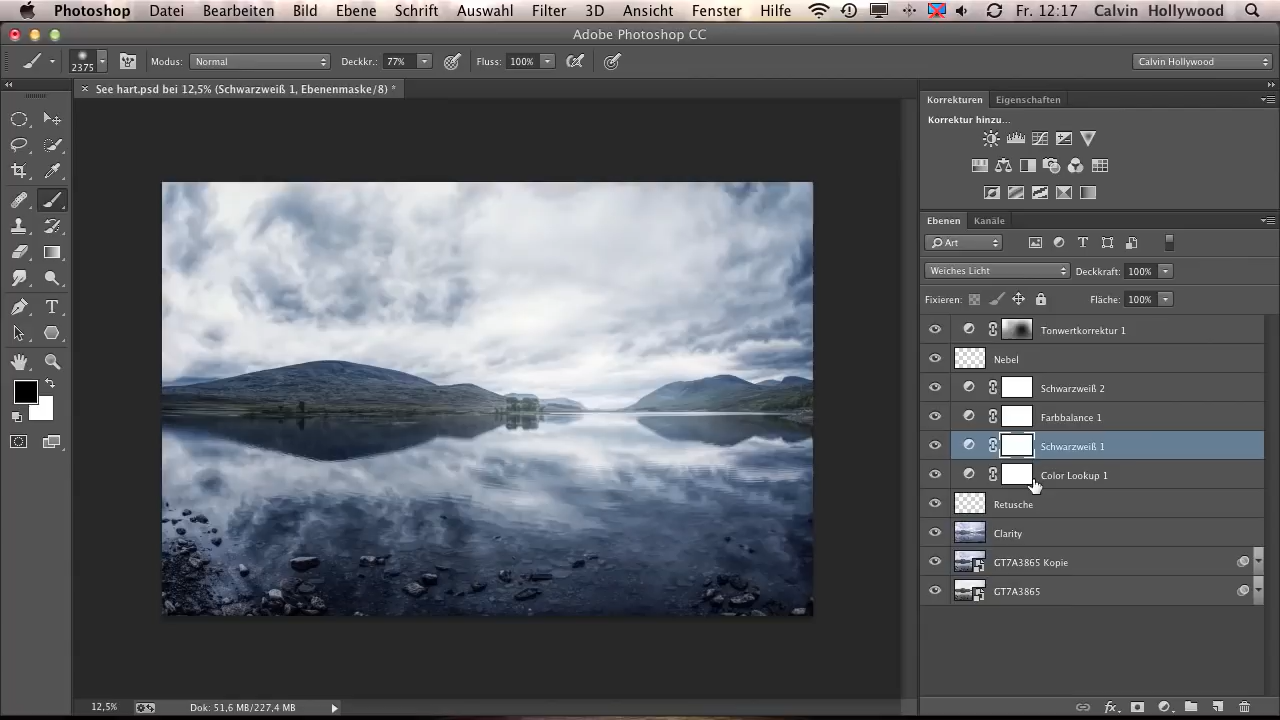 Photoshop Datei Bearbeiten Bild Ebene Schrift Auswahl Filter 3D Ansicht Fenster Hilfe Fr. 12:17 Calvin Hollywood
Adobe Photoshop CC
2375 Modus: Normal Deckkr.: 77% Fluss: 100% Calvin Hollywood
× See hart.psd bei 12,5% (Schwarzweiß 1, Ebenenmaske/8) *
Korrekturen Eigenschaften
Korrektur hinzu...
Ebenen Kanäle
Art
Weiches Licht Deckkraft: 100%
Fixieren: Fläche: 100%
Tonwertkorrektur 1
Nebel
Schwarzweiß 2
Farbbalance 1
Schwarzweiß 1
Color Lookup 1
Retusche
Clarity
GT7A3865 Kopie
GT7A3865
12,5% Dok: 51,6 MB/227,4 MB